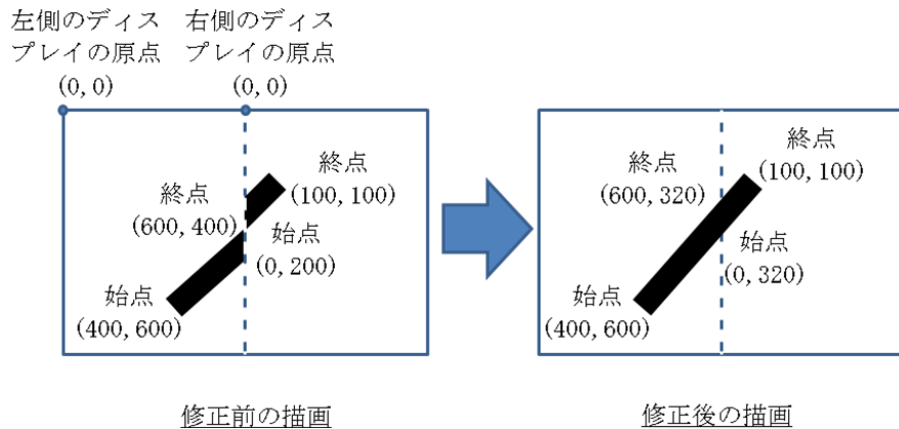 左側のディス
プレイの原点
(0, 0)
右側のディス
プレイの原点
(0, 0)
終点
(100, 100)
終点
(600, 400)
始点
(0, 200)
始点
(400, 600)
修正前の描画
終点
(100, 100)
終点
(600, 320)
始点
(0, 320)
始点
(400, 600)
修正後の描画